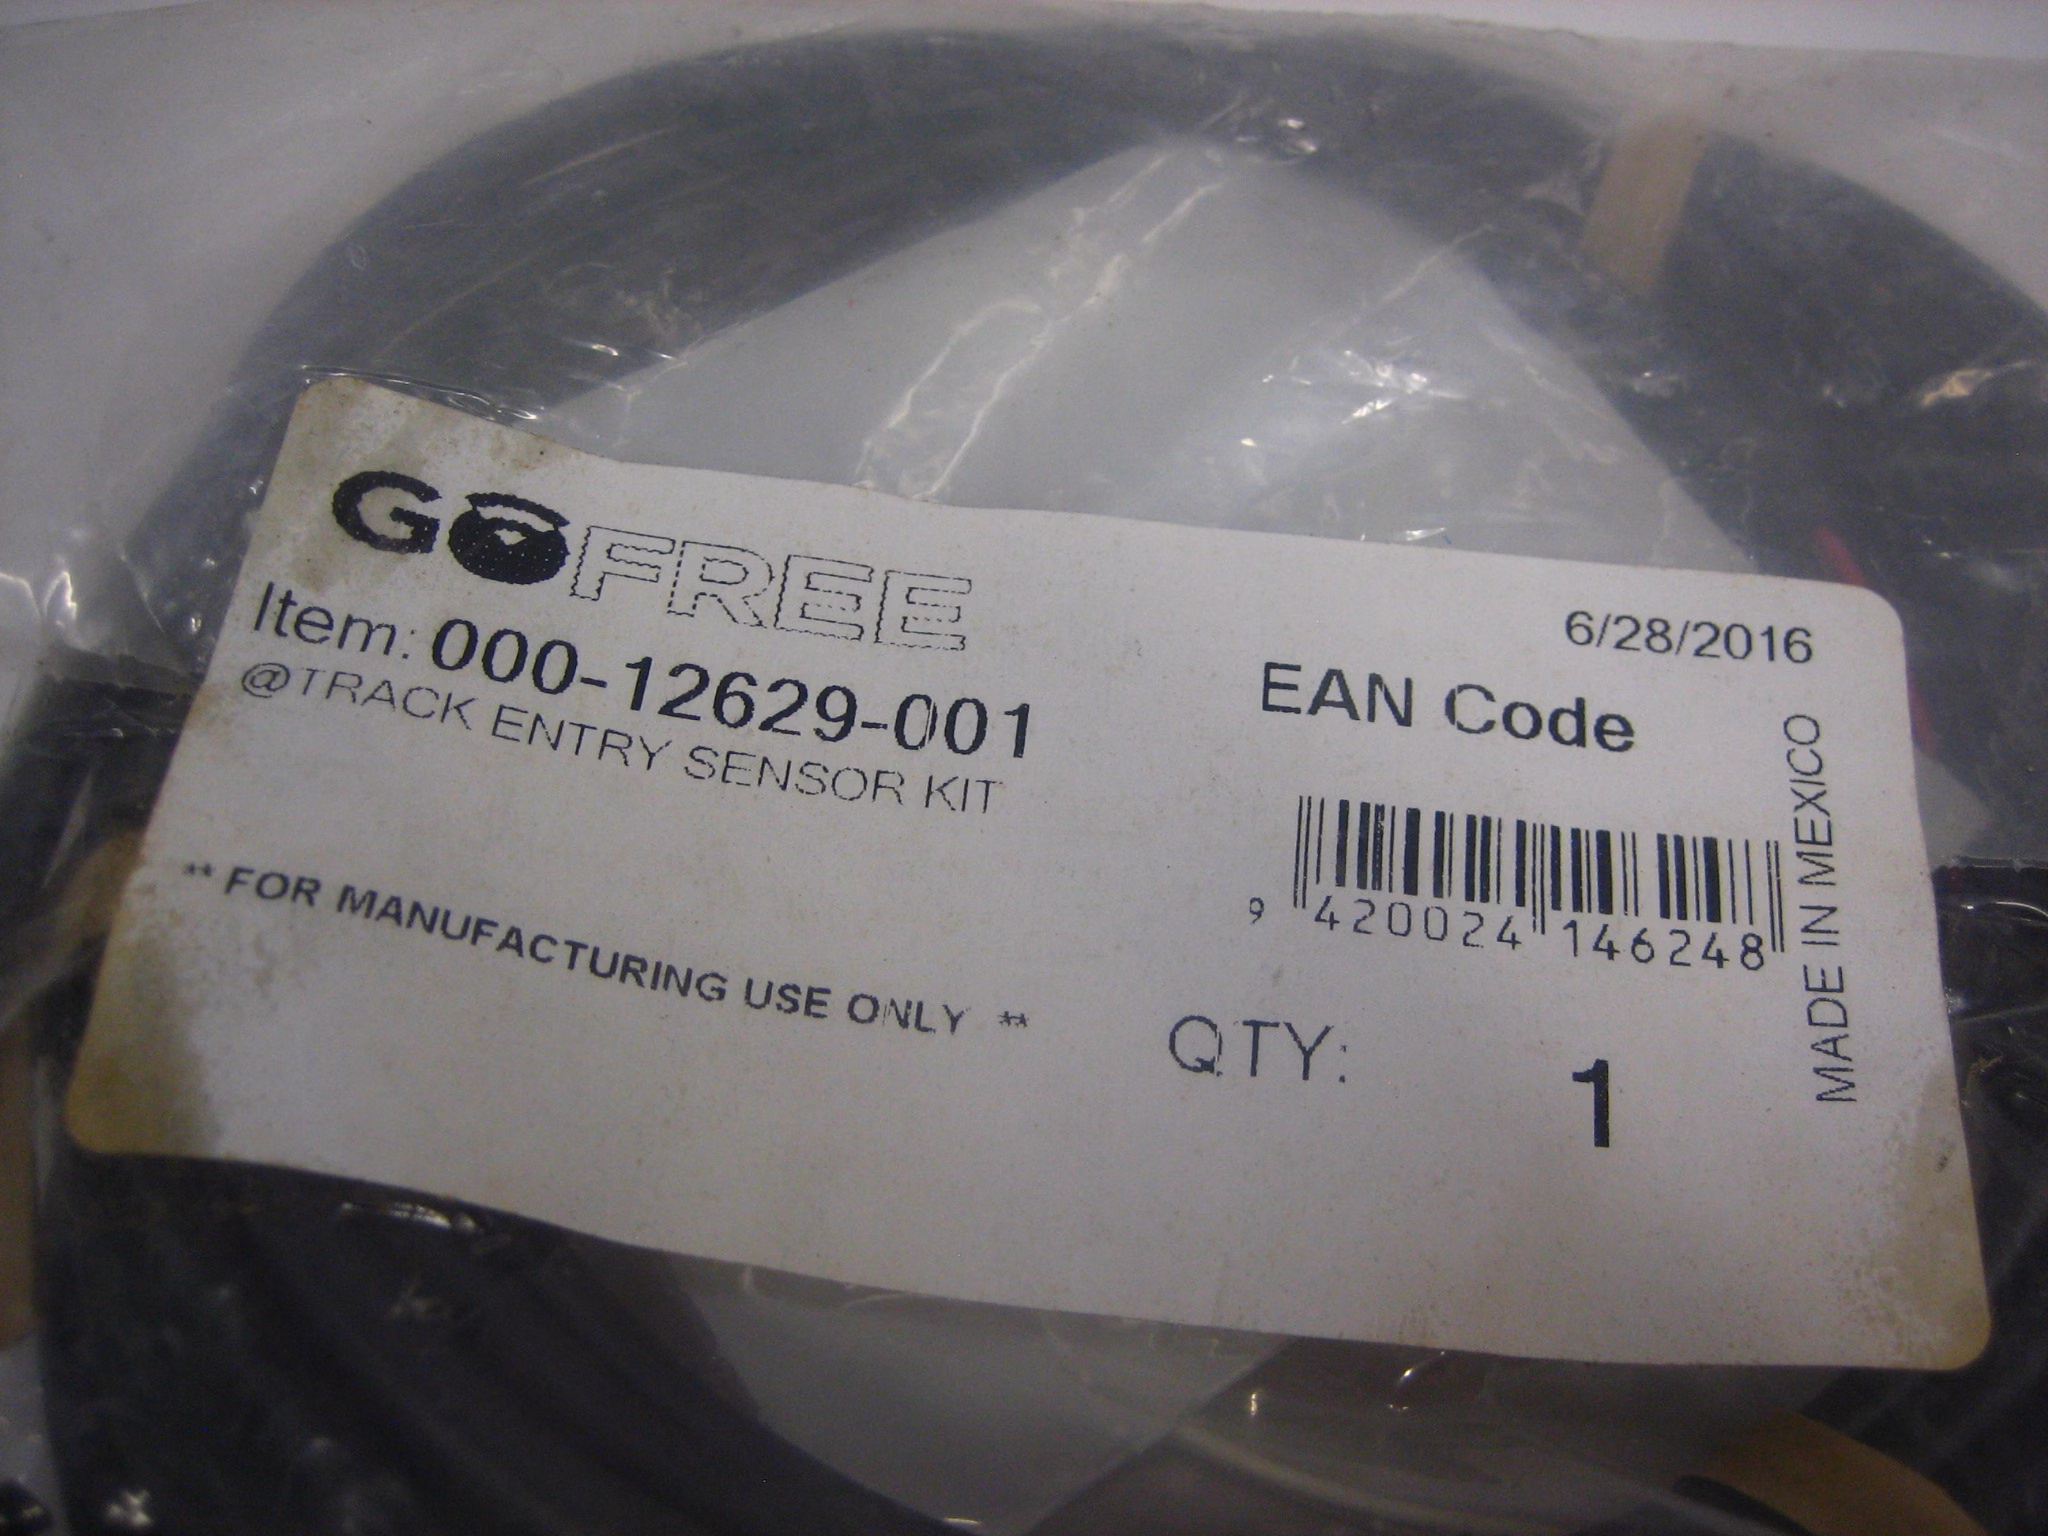 GOFREE
Item: 000-12629-001
@TRACK ENTRY SENSOR KIT
** FOR MANUFACTURING USE ONLY **
6/28/2016
EAN Code
9 420024 146248
QTY: 1
MADE IN MEXICO